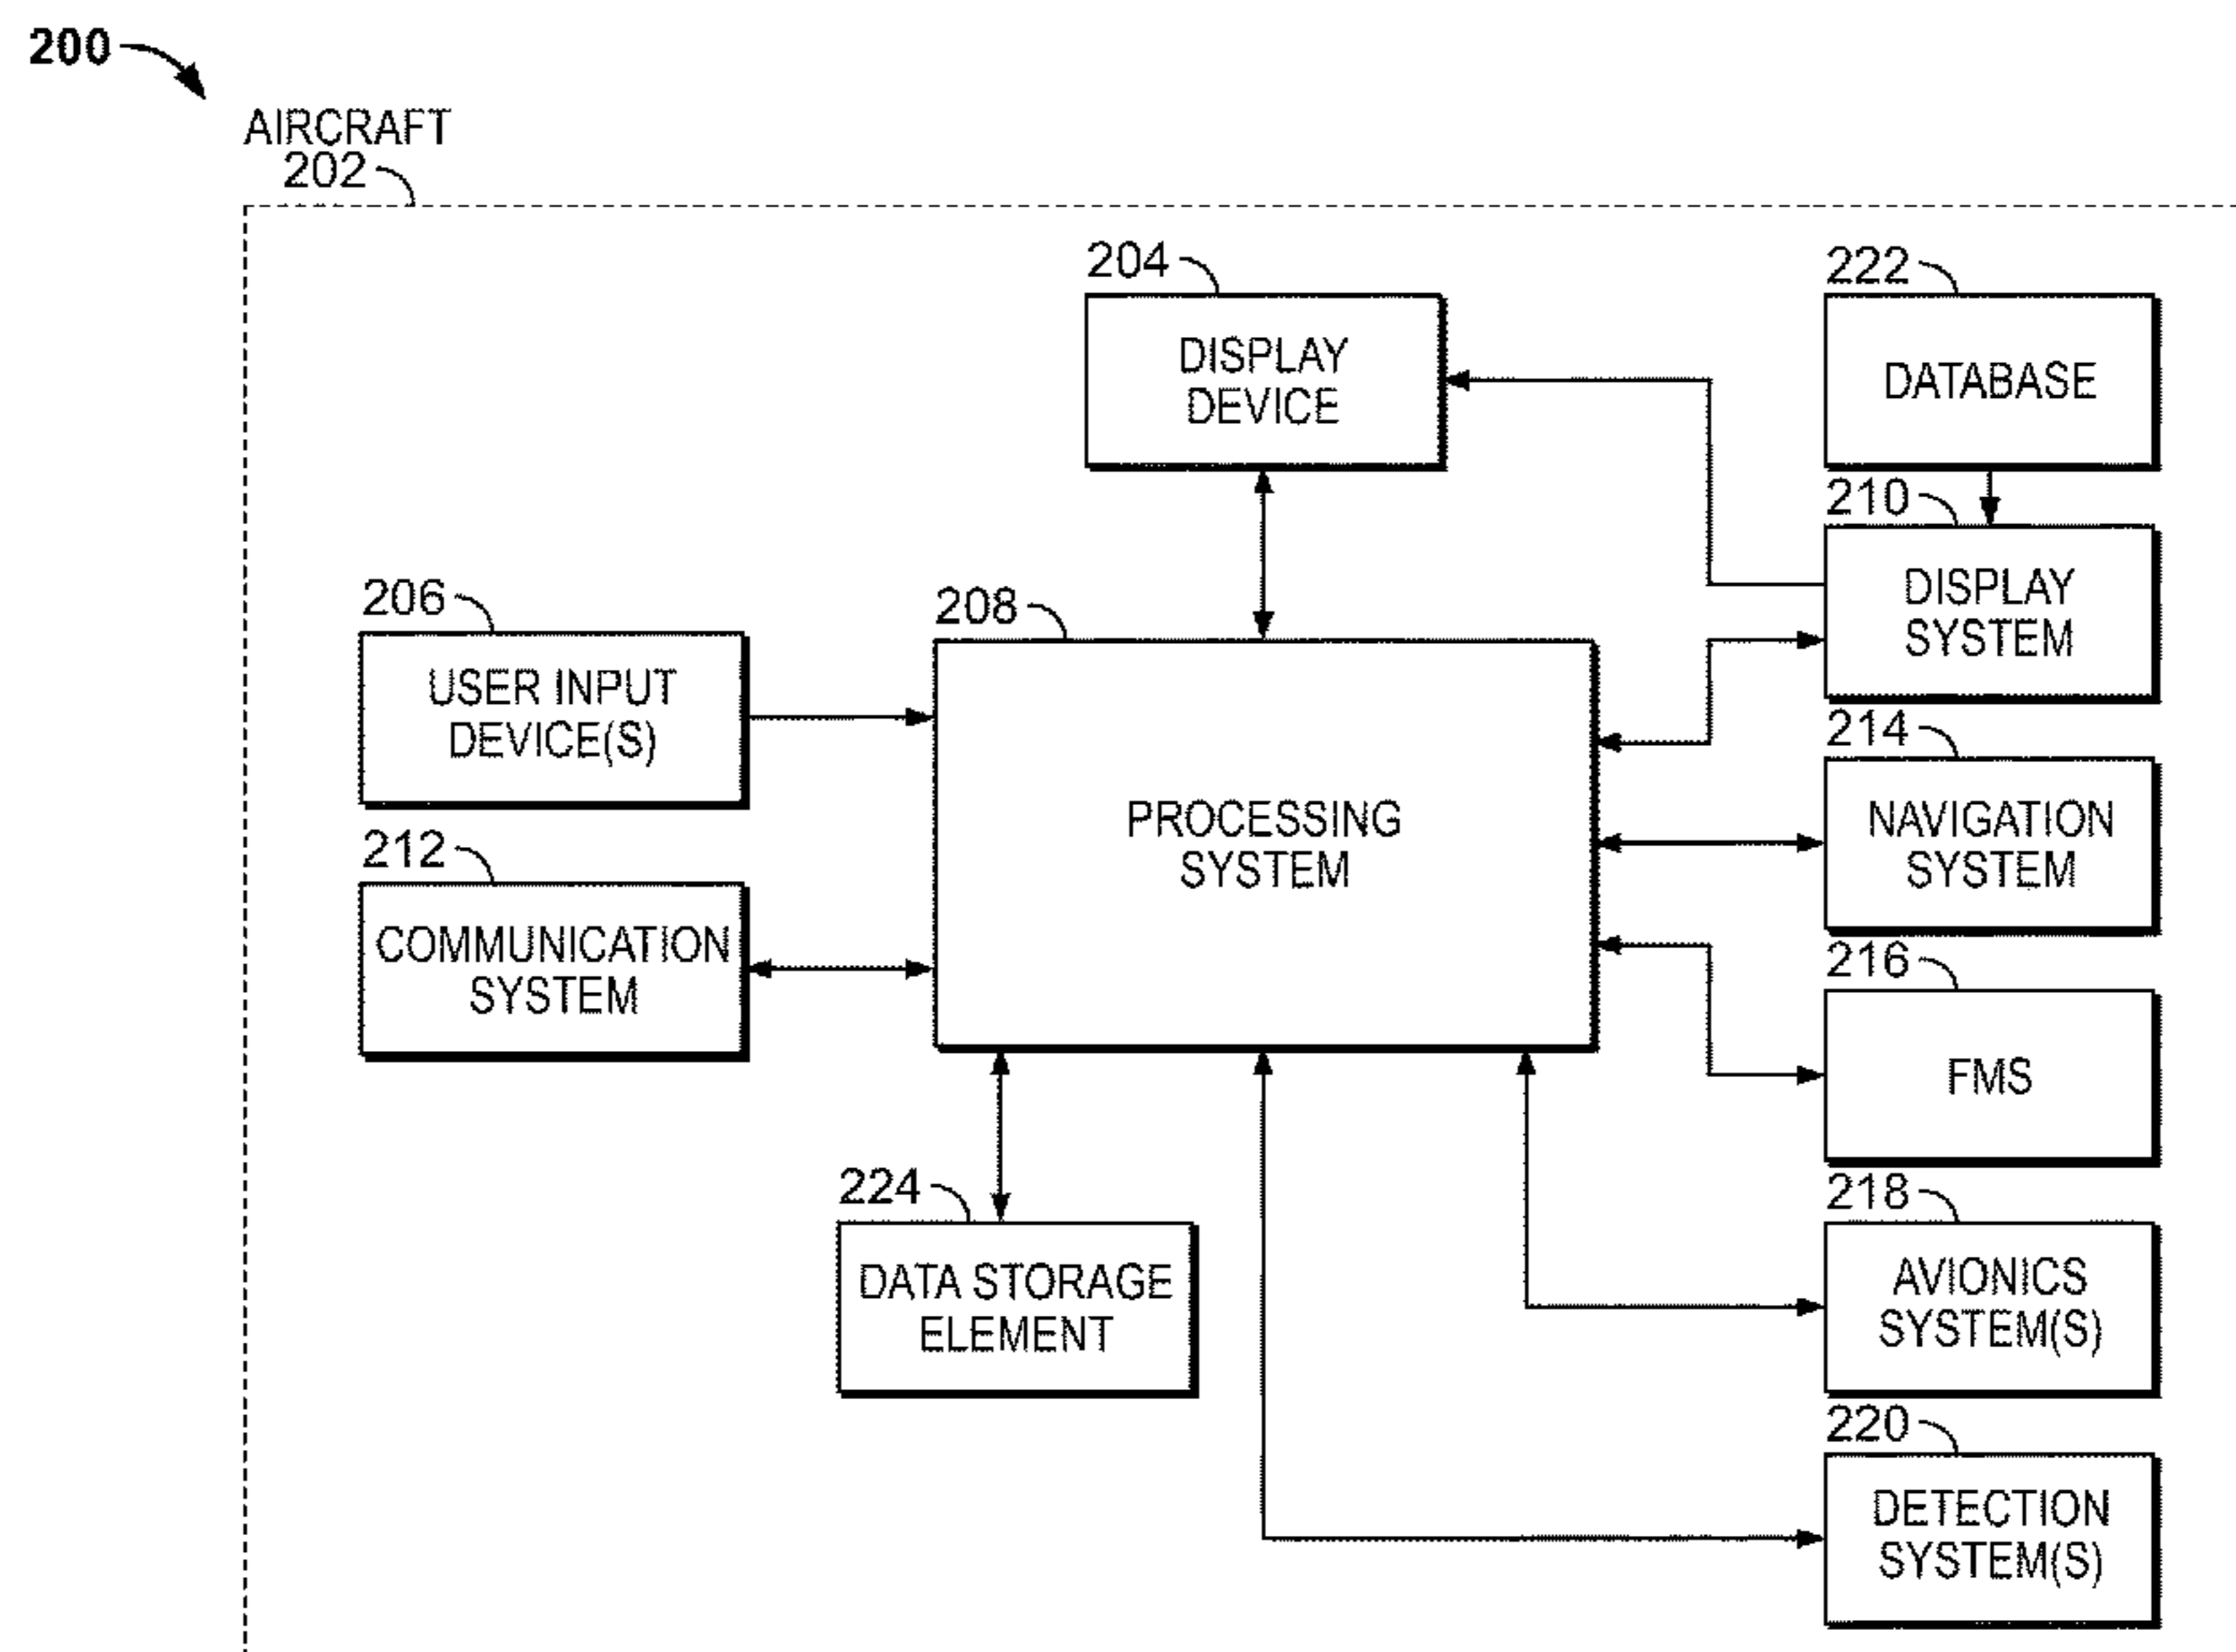 200
AIRCRAFT
202
204
DISPLAY
DEVICE
222
DATABASE
210
DISPLAY
SYSTEM
206
USER INPUT
DEVICE(S)
208
PROCESSING
SYSTEM
214
NAVIGATION
SYSTEM
212
COMMUNICATION
SYSTEM
216
FMS
224
DATA STORAGE
ELEMENT
218
AVIONICS
SYSTEM(S)
220
DETECTION
SYSTEM(S)